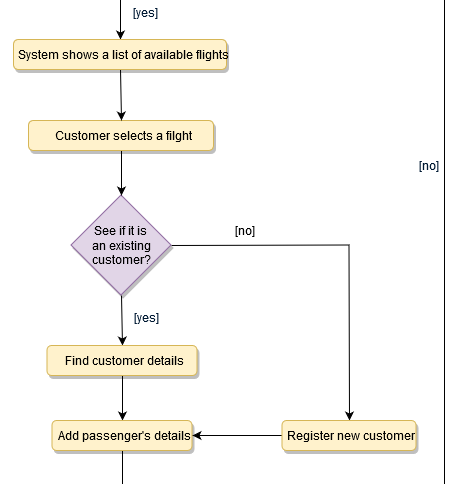 [yes]
System shows a list of available flights
Customer selects a filght
[no]
See if it is
an existing
customer?
[no]
[yes]
Find customer details
Add passenger's details
Register new customer